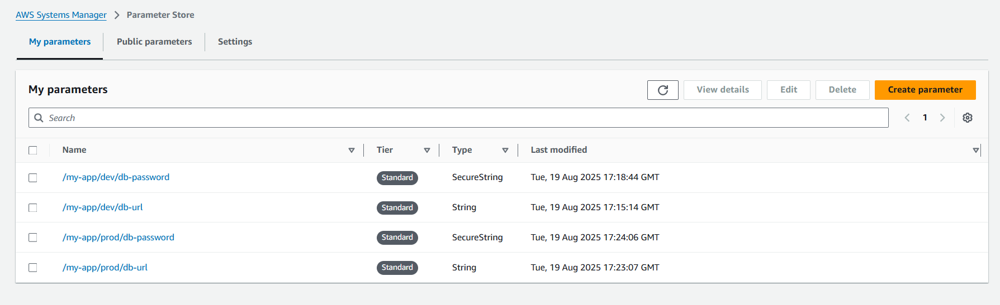 AWS Systems Manager > Parameter Store
My parameters Public parameters Settings
My parameters View details Edit Delete Create parameter
Search 1
Name Tier Type Last modified
/my-app/dev/db-password Standard SecureString Tue, 19 Aug 2025 17:18:44 GMT
/my-app/dev/db-url Standard String Tue, 19 Aug 2025 17:15:14 GMT
/my-app/prod/db-password Standard SecureString Tue, 19 Aug 2025 17:24:06 GMT
/my-app/prod/db-url Standard String Tue, 19 Aug 2025 17:23:07 GMT